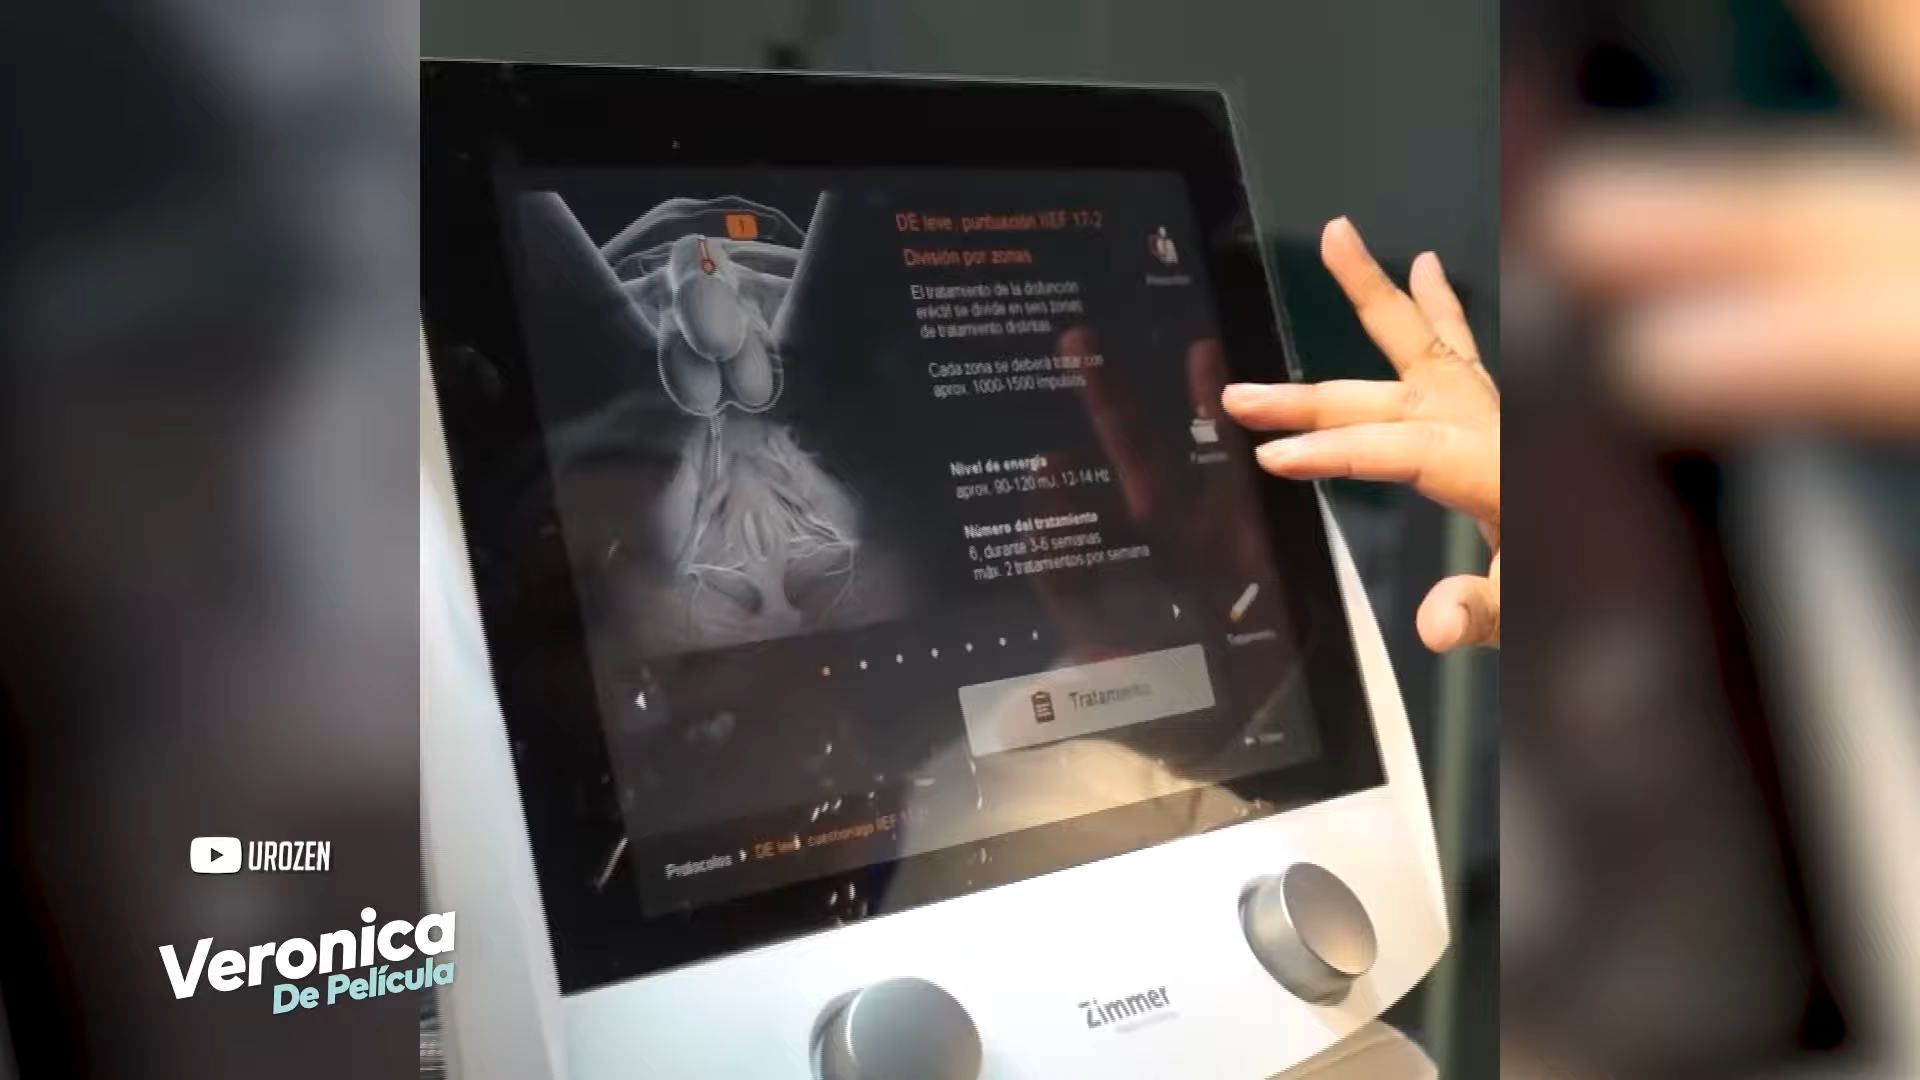 1
DE leve, puntuación IIEF 17-2
División por zonas
El tratamiento de la disfunción
eréctil se divide en seis zonas
de tratamiento distintas
Cada zona se deberá tratar con
aprox. 1000-1500 impulsos
Nivel de energía
aprox. 90-120 mJ, 12-14 Hz
Número del tratamiento
6, durante 3-6 semanas
máx. 2 tratamientos por semana
Tratamiento
Protocolos
DE leve, cuestionario IIEF
Zimmer
UROZEN
Veronica
De Película